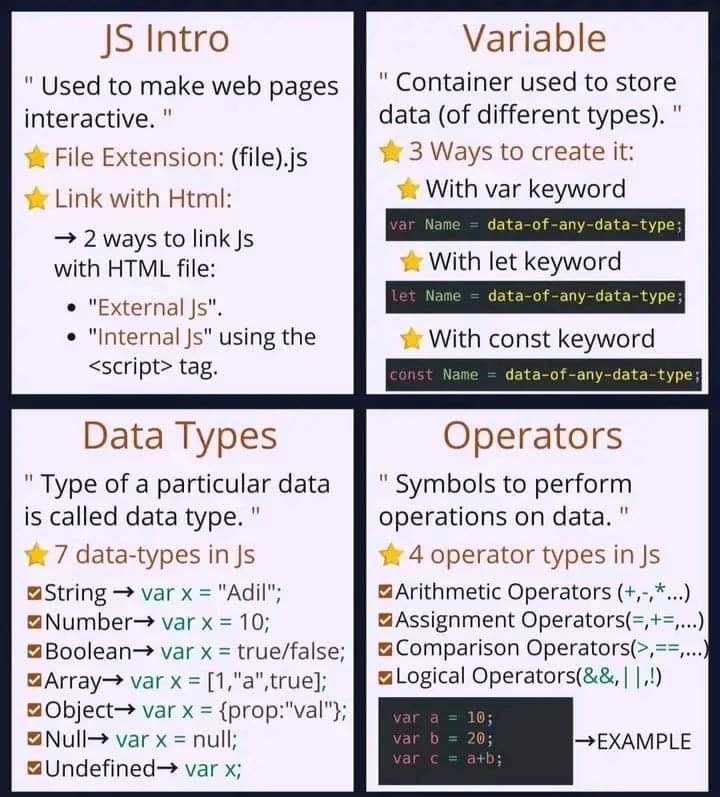 JS Intro
" Used to make web pages
interactive. "
⭐ File Extension: (file).js
⭐ Link with Html:
→ 2 ways to link Js
with HTML file:
• "External Js".
• "Internal Js" using the
<script> tag.
Variable
" Container used to store
data (of different types). "
⭐ 3 Ways to create it:
⭐ With var keyword
var Name = data-of-any-data-type;
⭐ With let keyword
let Name = data-of-any-data-type;
⭐ With const keyword
const Name = data-of-any-data-type;
Data Types
" Type of a particular data
is called data type. "
⭐ 7 data-types in Js
☑ String → var x = "Adil";
☑ Number→ var x = 10;
☑ Boolean→ var x = true/false;
☑ Array→ var x = [1,"a",true];
☑ Object→ var x = {prop:"val"};
☑ Null→ var x = null;
☑ Undefined→ var x;
Operators
" Symbols to perform
operations on data. "
⭐ 4 operator types in Js
☑ Arithmetic Operators (+,-,*...)
☑ Assignment Operators(=,+=,...)
☑ Comparison Operators(>,==,...)
☑ Logical Operators(&&,||,!)
var a = 10;
var b = 20;
var c = a+b;
→EXAMPLE